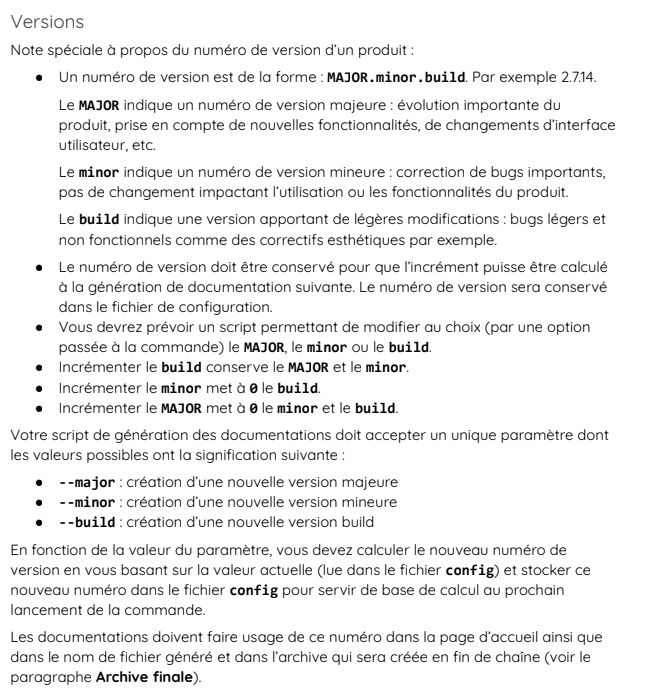 Versions
Note spéciale à propos du numéro de version d'un produit :
● Un numéro de version est de la forme : MAJOR.minor.build. Par exemple 2.7.14.
Le MAJOR indique un numéro de version majeure : évolution importante du
produit, prise en compte de nouvelles fonctionnalités, de changements d'interface
utilisateur, etc.
Le minor indique un numéro de version mineure : correction de bugs importants,
pas de changement impactant l'utilisation ou les fonctionnalités du produit.
Le build indique une version apportant de légères modifications : bugs légers et
non fonctionnels comme des correctifs esthétiques par exemple.
● Le numéro de version doit être conservé pour que l'incrément puisse être calculé
à la génération de documentation suivante. Le numéro de version sera conservé
dans le fichier de configuration.
● Vous devrez prévoir un script permettant de modifier au choix (par une option
passée à la commande) le MAJOR, le minor ou le build.
● Incrémenter le build conserve le MAJOR et le minor.
● Incrémenter le minor met à 0 le build.
● Incrémenter le MAJOR met à 0 le minor et le build.
Votre script de génération des documentations doit accepter un unique paramètre dont
les valeurs possibles ont la signification suivante :
● --major : création d'une nouvelle version majeure
● --minor : création d'une nouvelle version mineure
● --build : création d'une nouvelle version build
En fonction de la valeur du paramètre, vous devez calculer le nouveau numéro de
version en vous basant sur la valeur actuelle (lue dans le fichier config) et stocker ce
nouveau numéro dans le fichier config pour servir de base de calcul au prochain
lancement de la commande.
Les documentations doivent faire usage de ce numéro dans la page d'accueil ainsi que
dans le nom de fichier généré et dans l'archive qui sera créée en fin de chaîne (voir le
paragraphe Archive finale).